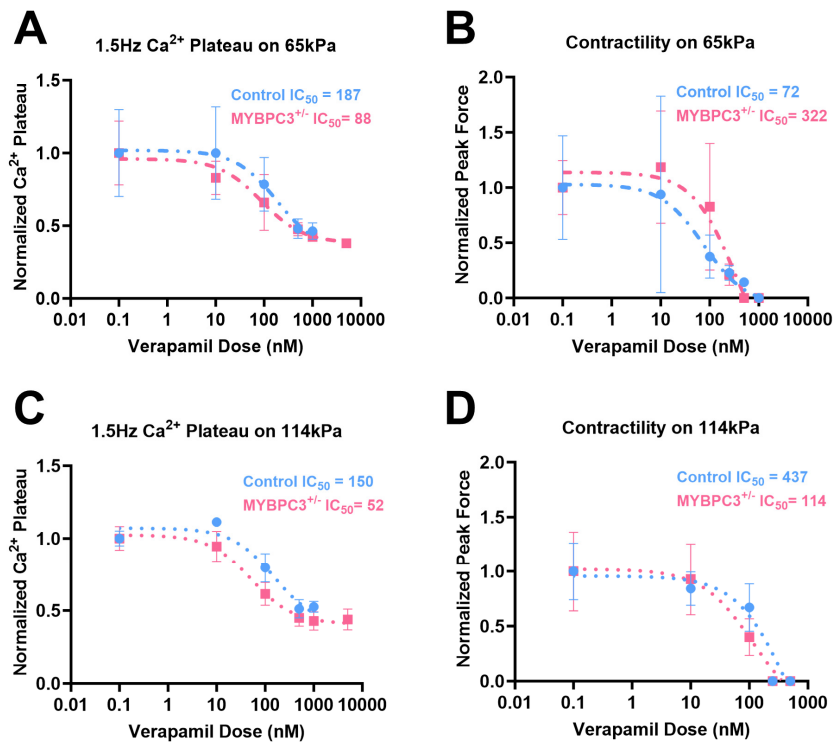 A
1.5Hz Ca²⁺ Plateau on 65kPa
Control IC₅₀ = 187
MYBPC3⁺/⁻ IC₅₀= 88
Normalized Ca²⁺ Plateau
1.5
1.0
0.5
0.0
0.01 0.1 1 10 100 1000 10000
Verapamil Dose (nM)
B
Contractility on 65kPa
Control IC₅₀ = 72
MYBPC3⁺/⁻ IC₅₀= 322
Normalized Peak Force
2.0
1.5
1.0
0.5
0.0
0.01 0.1 1 10 100 1000 10000
Verapamil Dose (nM)
C
1.5Hz Ca²⁺ Plateau on 114kPa
Control IC₅₀ = 150
MYBPC3⁺/⁻ IC₅₀= 52
Normalized Ca²⁺ Plateau
1.5
1.0
0.5
0.0
0.01 0.1 1 10 100 1000 10000
Verapamil Dose (nM)
D
Contractility on 114kPa
Control IC₅₀ = 437
MYBPC3⁺/⁻ IC₅₀= 114
Normalized Peak Force
2.0
1.5
1.0
0.5
0.0
0.01 0.1 1 10 100 1000
Verapamil Dose (nM)